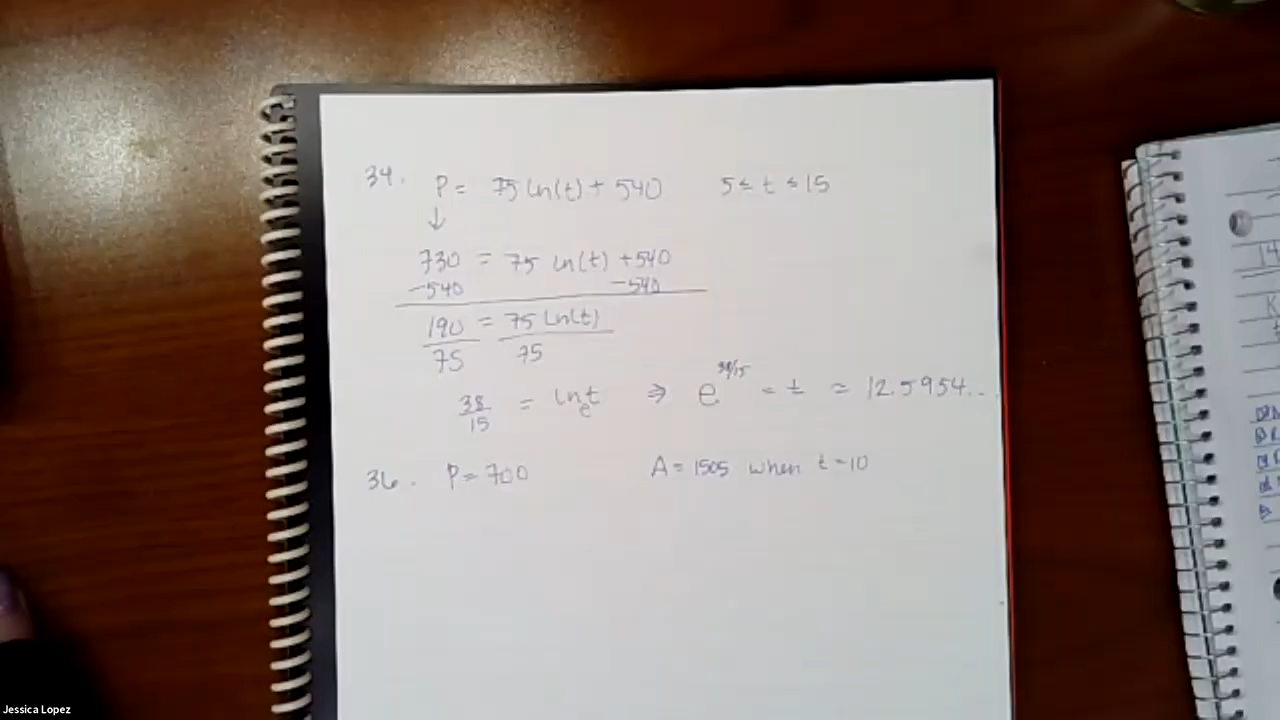 34. P = 75 ln(t) + 540 5 ≤ t ≤ 15
↓
730 = 75 ln(t) + 540
-540 -540
190 = 75 ln(t)
75 75
38/15 = ln_e t ⇒ e^38/15 = t = 12.5954...
36. P = 700 A = 1505 when t = 10
14
K
Jessica Lopez